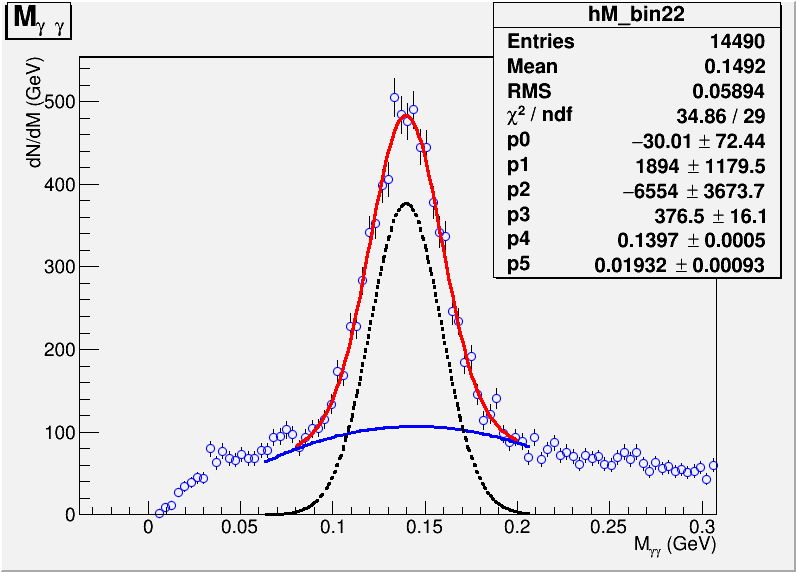 M_γγ
hM_bin22
Entries 14490
Mean 0.1492
RMS 0.05894
χ² / ndf 34.86 / 29
p0 −30.01 ± 72.44
p1 1894 ± 1179.5
p2 −6554 ± 3673.7
p3 376.5 ± 16.1
p4 0.1397 ± 0.0005
p5 0.01932 ± 0.00093
dN/dM (GeV)
500
400
300
200
100
0
0 0.05 0.1 0.15 0.2 0.25 0.3
M_γγ (GeV)